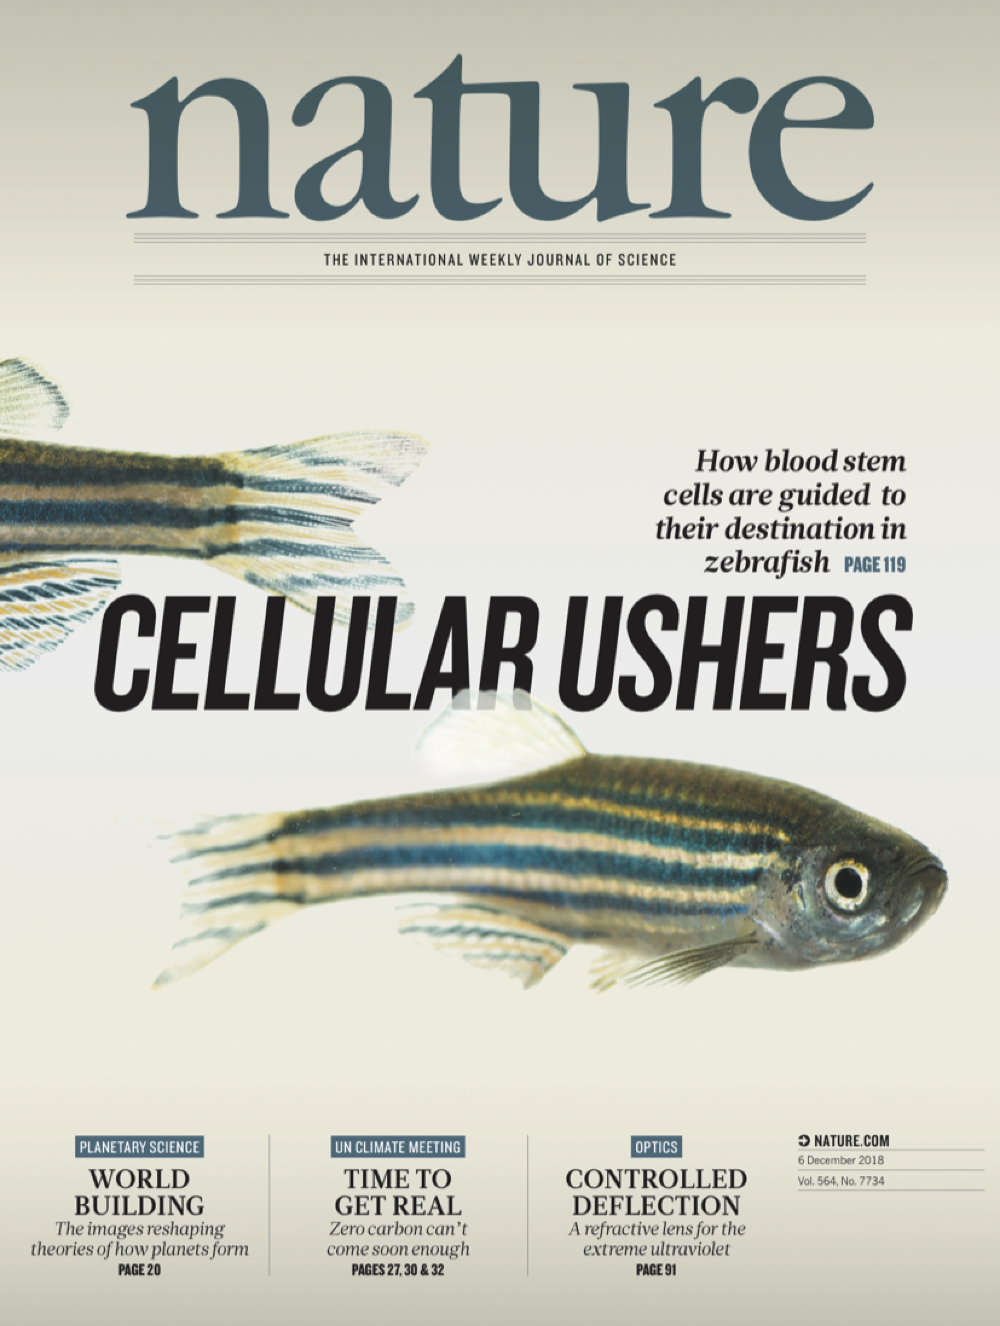 nature
THE INTERNATIONAL WEEKLY JOURNAL OF SCIENCE
How blood stem
cells are guided to
their destination in
zebrafish PAGE 119
CELLULAR USHERS
PLANETARY SCIENCE
WORLD
BUILDING
The images reshaping
theories of how planets form
PAGE 20
UN CLIMATE MEETING
TIME TO
GET REAL
Zero carbon can't
come soon enough
PAGES 27, 30 & 32
OPTICS
CONTROLLED
DEFLECTION
A refractive lens for the
extreme ultraviolet
PAGE 91
NATURE.COM
6 December 2018
Vol. 564, No. 7734